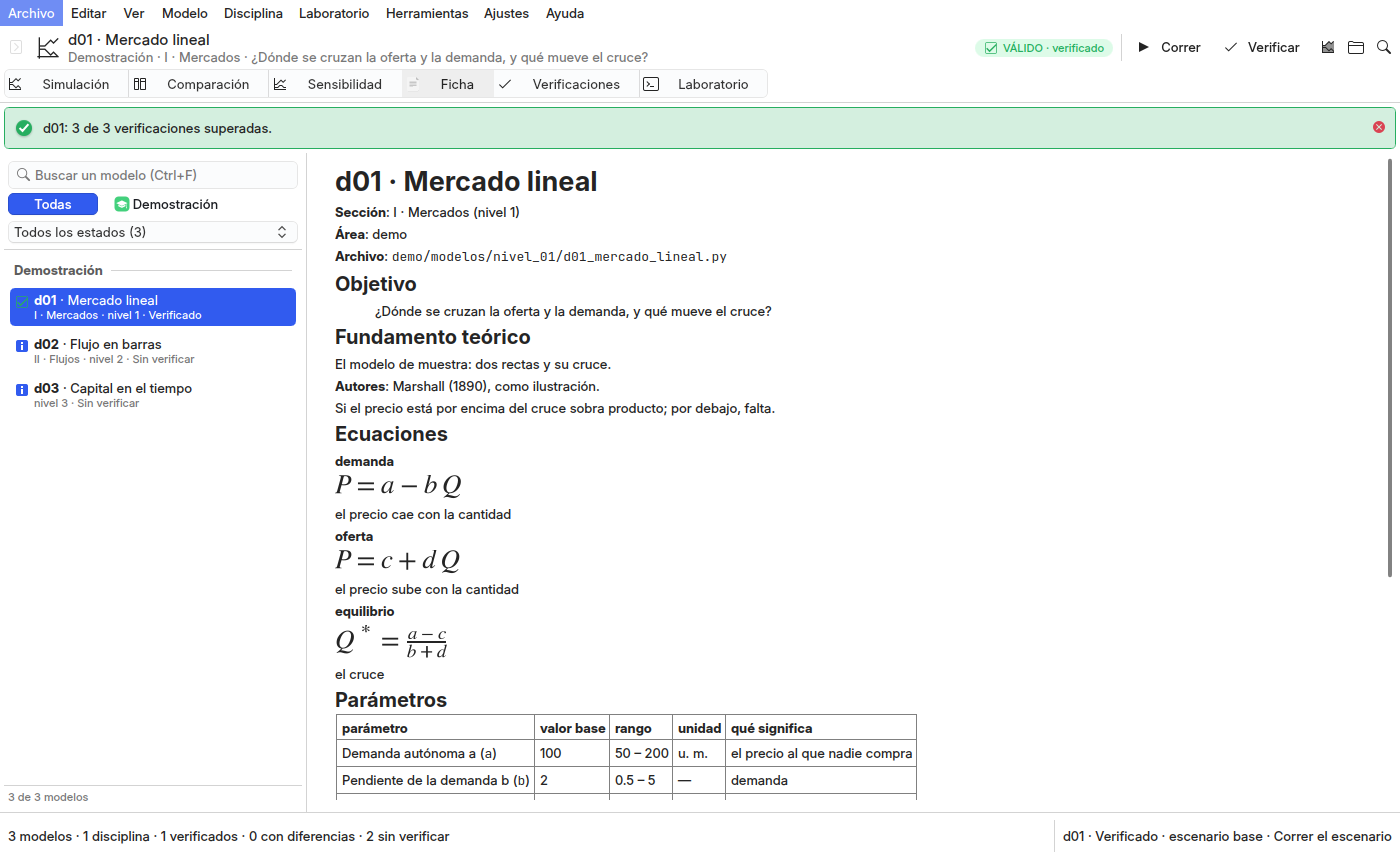 Archivo Editar Ver Modelo Disciplina Laboratorio Herramientas Ajustes Ayuda
d01 · Mercado lineal
Demostración · I · Mercados · ¿Dónde se cruzan la oferta y la demanda, y qué mueve el cruce?
VÁLIDO · verificado
Correr
Verificar
Simulación Comparación Sensibilidad Ficha Verificaciones Laboratorio
d01: 3 de 3 verificaciones superadas.
Buscar un modelo (Ctrl+F)
Todas Demostración
Todos los estados (3)
Demostración
d01 · Mercado lineal
I · Mercados · nivel 1 · Verificado
d02 · Flujo en barras
II · Flujos · nivel 2 · Sin verificar
d03 · Capital en el tiempo
nivel 3 · Sin verificar
3 de 3 modelos
d01 · Mercado lineal
Sección: I · Mercados (nivel 1)
Área: demo
Archivo: demo/modelos/nivel_01/d01_mercado_lineal.py
Objetivo
¿Dónde se cruzan la oferta y la demanda, y qué mueve el cruce?
Fundamento teórico
El modelo de muestra: dos rectas y su cruce.
Autores: Marshall (1890), como ilustración.
Si el precio está por encima del cruce sobra producto; por debajo, falta.
Ecuaciones
demanda
P = a − b Q
el precio cae con la cantidad
oferta
P = c + d Q
el precio sube con la cantidad
equilibrio
Q* = (a − c)/(b + d)
el cruce
Parámetros
parámetro valor base rango unidad qué significa
Demanda autónoma a (a) 100 50 – 200 u. m. el precio al que nadie compra
Pendiente de la demanda b (b) 2 0.5 – 5 — demanda
3 modelos · 1 disciplina · 1 verificados · 0 con diferencias · 2 sin verificar
d01 · Verificado · escenario base · Correr el escenario